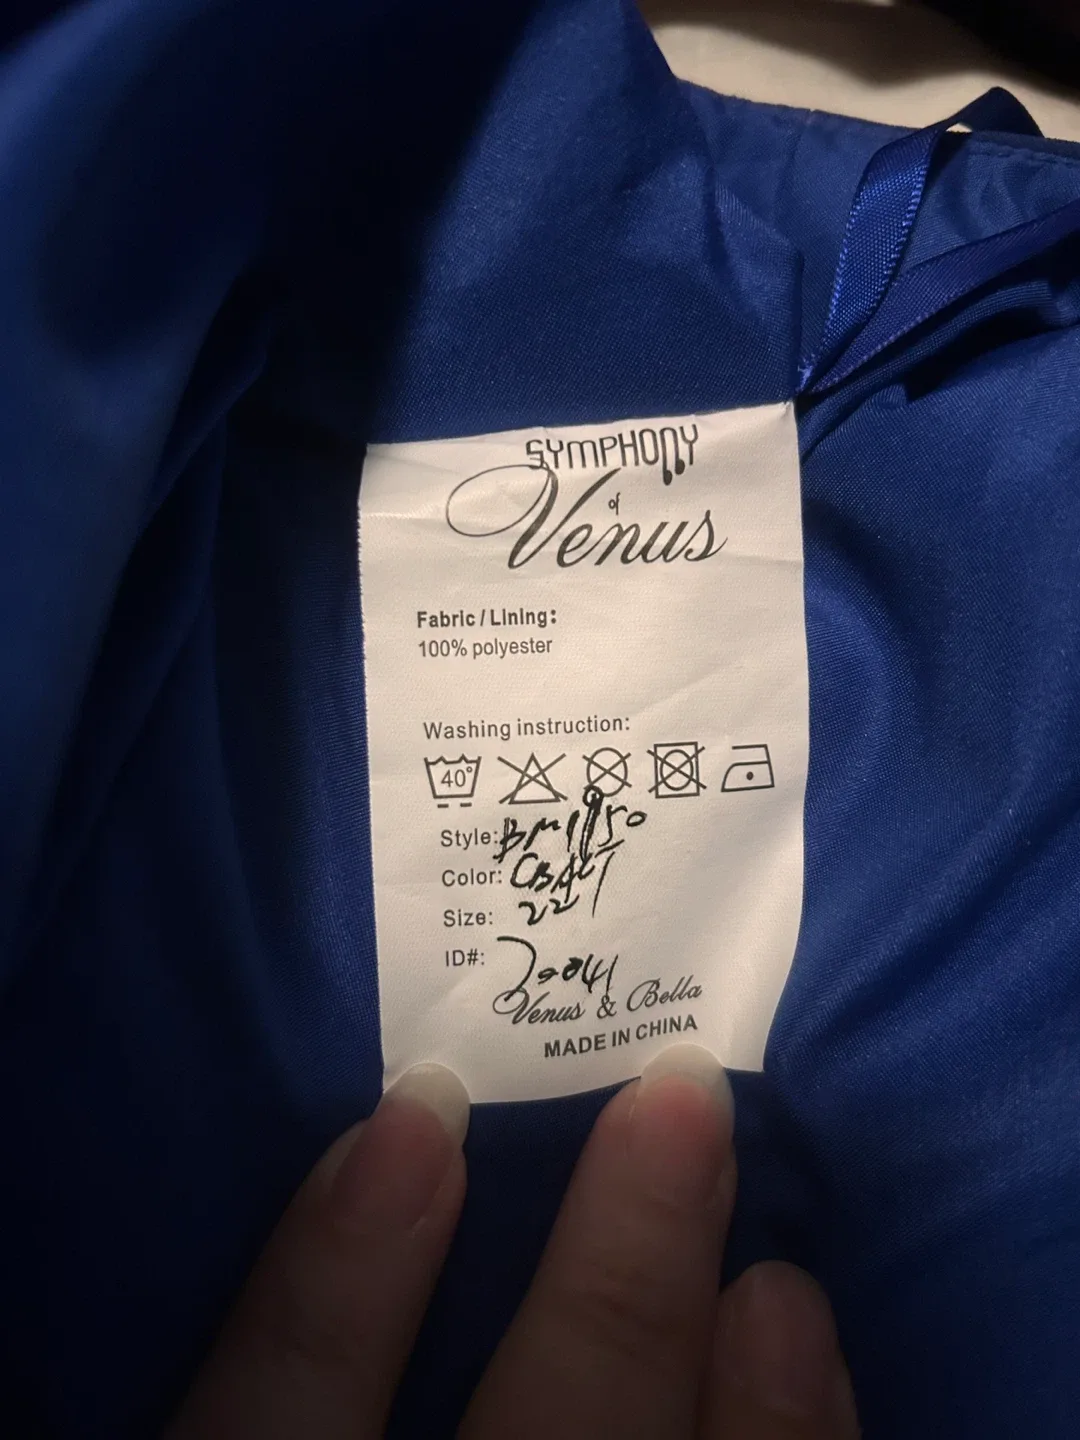 SYMPHONY
of
Venus
Fabric / Lining:
100% polyester
Washing instruction:
40°
Style:
Color:
Size: 22
ID#:
Venus & Bella
MADE IN CHINA